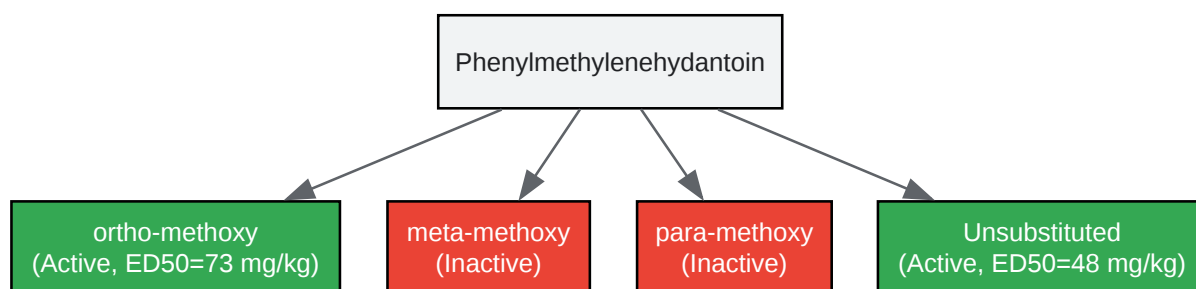 Phenylmethylenehydantoin
ortho-methoxy
(Active, ED50=73 mg/kg)
meta-methoxy
(Inactive)
para-methoxy
(Inactive)
Unsubstituted
(Active, ED50=48 mg/kg)